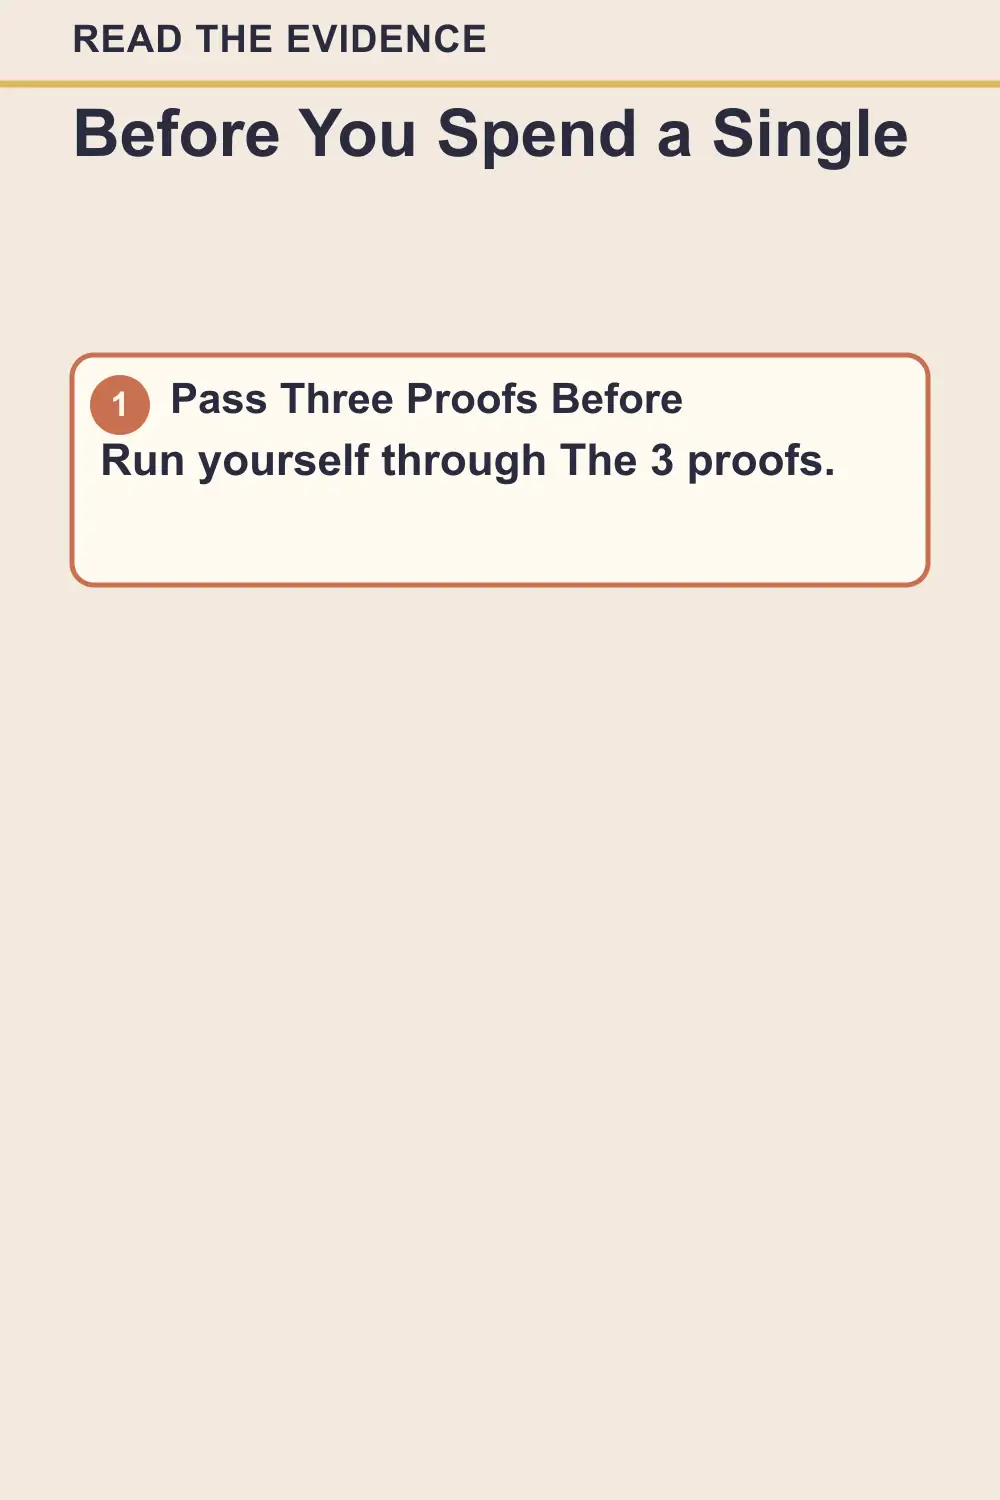 READ THE EVIDENCE
Before You Spend a Single
1 Pass Three Proofs Before
Run yourself through The 3 proofs.